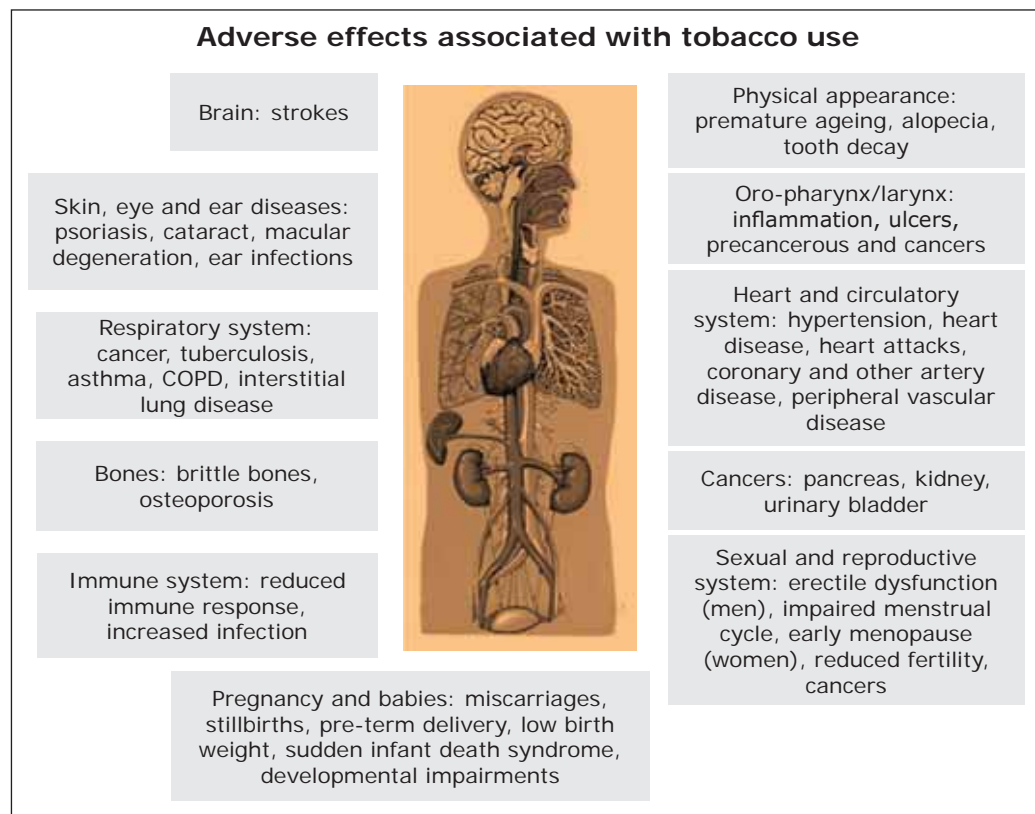 Adverse effects associated with tobacco use
Brain: strokes
Skin, eye and ear diseases:
psoriasis, cataract, macular
degeneration, ear infections
Respiratory system:
cancer, tuberculosis,
asthma, COPD, interstitial
lung disease
Bones: brittle bones,
osteoporosis
Immune system: reduced
immune response,
increased infection
Pregnancy and babies: miscarriages,
stillbirths, pre-term delivery, low birth
weight, sudden infant death syndrome,
developmental impairments
Physical appearance:
premature ageing, alopecia,
tooth decay
Oro-pharynx/larynx:
inflammation, ulcers,
precancerous and cancers
Heart and circulatory
system: hypertension, heart
disease, heart attacks,
coronary and other artery
disease, peripheral vascular
disease
Cancers: pancreas, kidney,
urinary bladder
Sexual and reproductive
system: erectile dysfunction
(men), impaired menstrual
cycle, early menopause
(women), reduced fertility,
cancers